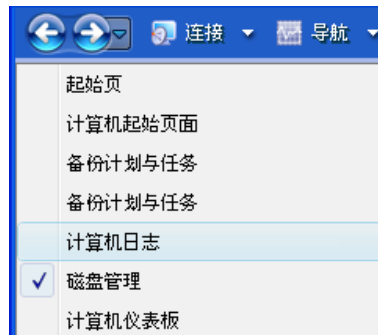 连接 导航
起始页
计算机起始页面
备份计划与任务
备份计划与任务
计算机日志
磁盘管理
计算机仪表板